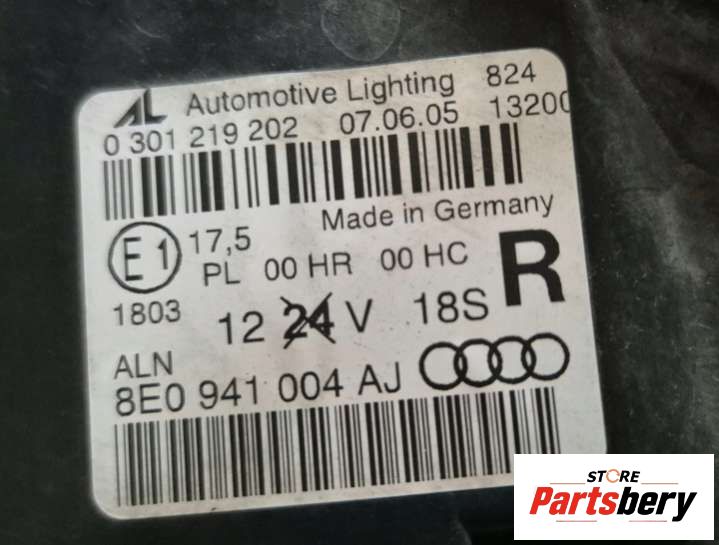 AL Automotive Lighting 824
0 301 219 202 07.06.05 1320
Made in Germany
E1 17,5
PL 00 HR 00 HC R
1803 12 24 V 18S
ALN
8E0 941 004 AJ
STORE
Partsbery